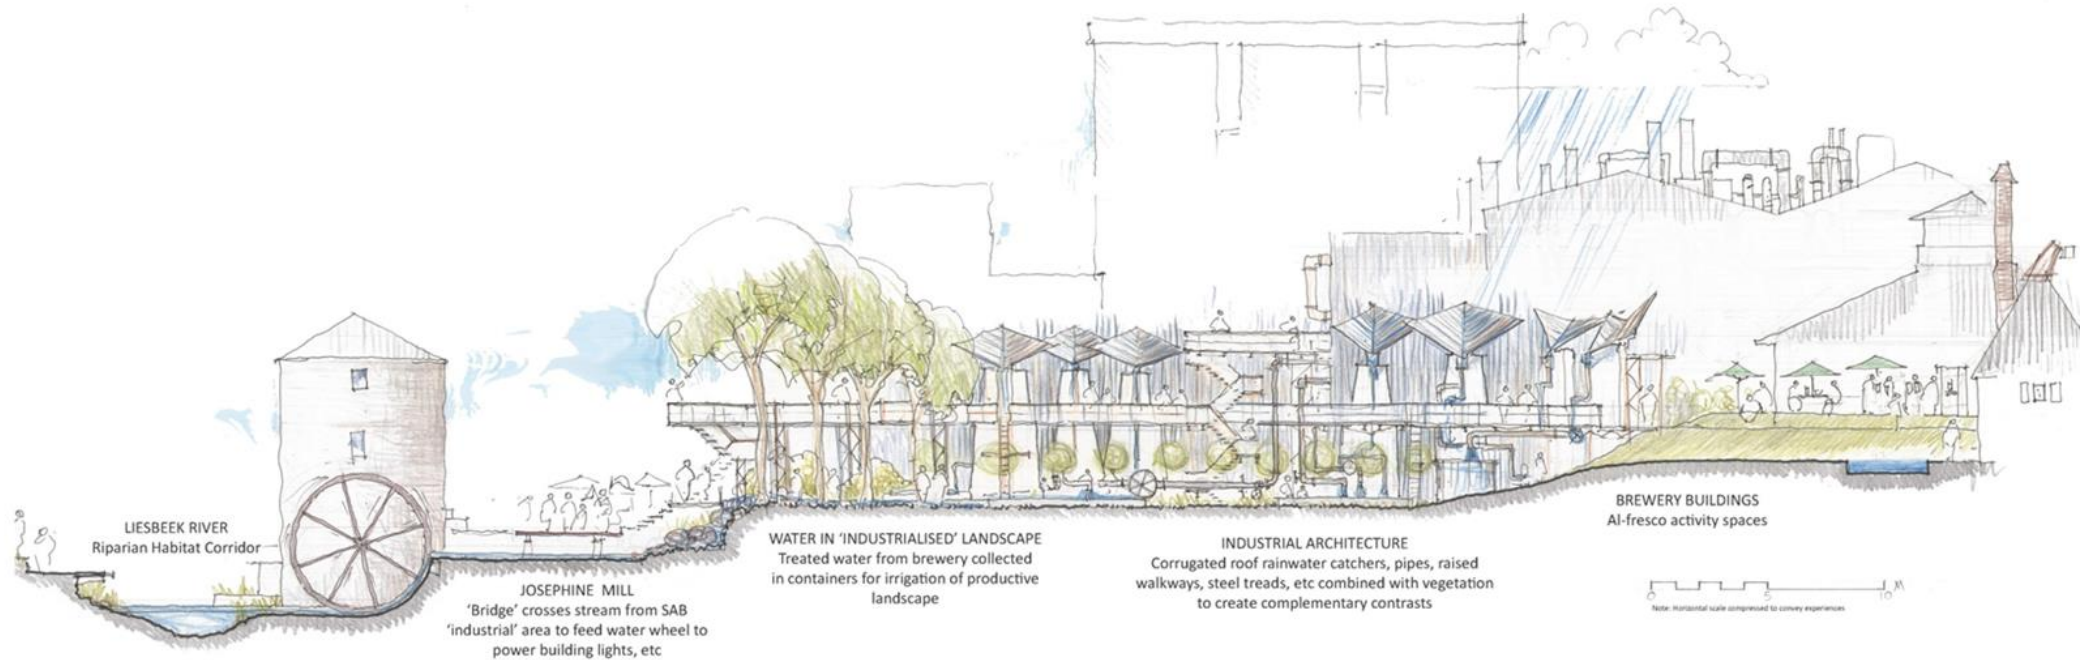 LIESBEEK RIVER
Riparian Habitat Corridor
JOSEPHINE MILL
‘Bridge’ crosses stream from SAB
‘industrial’ area to feed water wheel to
power building lights, etc
WATER IN ‘INDUSTRIALISED’ LANDSCAPE
Treated water from brewery collected
in containers for irrigation of productive
landscape
INDUSTRIAL ARCHITECTURE
Corrugated roof rainwater catchers, pipes, raised
walkways, steel treads, etc combined with vegetation
to create complementary contrasts
BREWERY BUILDINGS
Al-fresco activity spaces
0 5 10 M
Note: Horizontal scale compressed to convey experiences